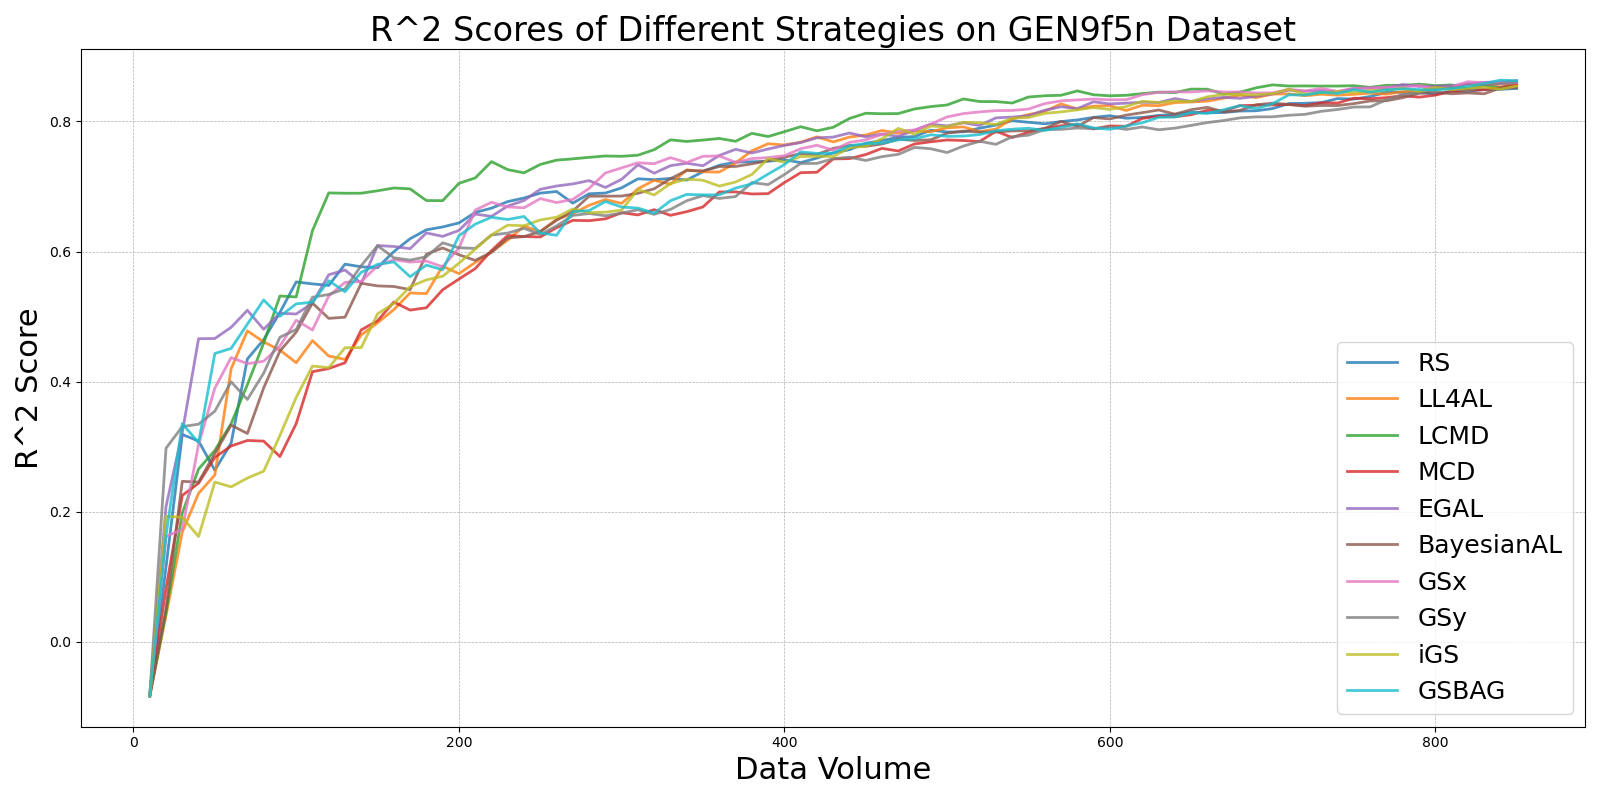 R^2 Scores of Different Strategies on GEN9f5n Dataset
R^2 Score
0.8
0.6
0.4
0.2
0.0
0 200 400 600 800
Data Volume
RS
LL4AL
LCMD
MCD
EGAL
BayesianAL
GSx
GSy
iGS
GSBAG